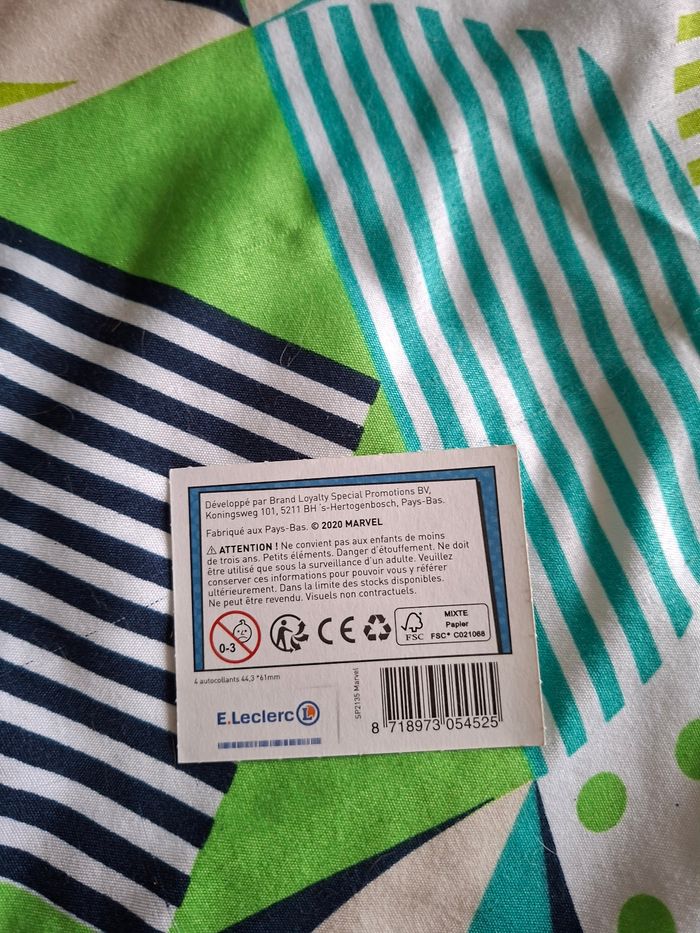 Développé par Brand Loyalty Special Promotions BV,
Koningsweg 101, 5211 BH 's-Hertogenbosch, Pays-Bas.
Fabriqué aux Pays-Bas. © 2020 MARVEL
⚠ ATTENTION ! Ne convient pas aux enfants de moins
de trois ans. Petits éléments. Danger d'étouffement. Ne doit
être utilisé que sous la surveillance d'un adulte. Veuillez
conserver ces informations pour pouvoir vous y référer
ultérieurement. Dans la limite des stocks disponibles.
Ne peut être revendu. Visuels non contractuels.
0-3
CE
FSC
MIXTE
Papier
FSC® C021068
4 autocollants 44,3 *61mm
E.Leclerc L
SP2135 Marvel
8 718973 054525